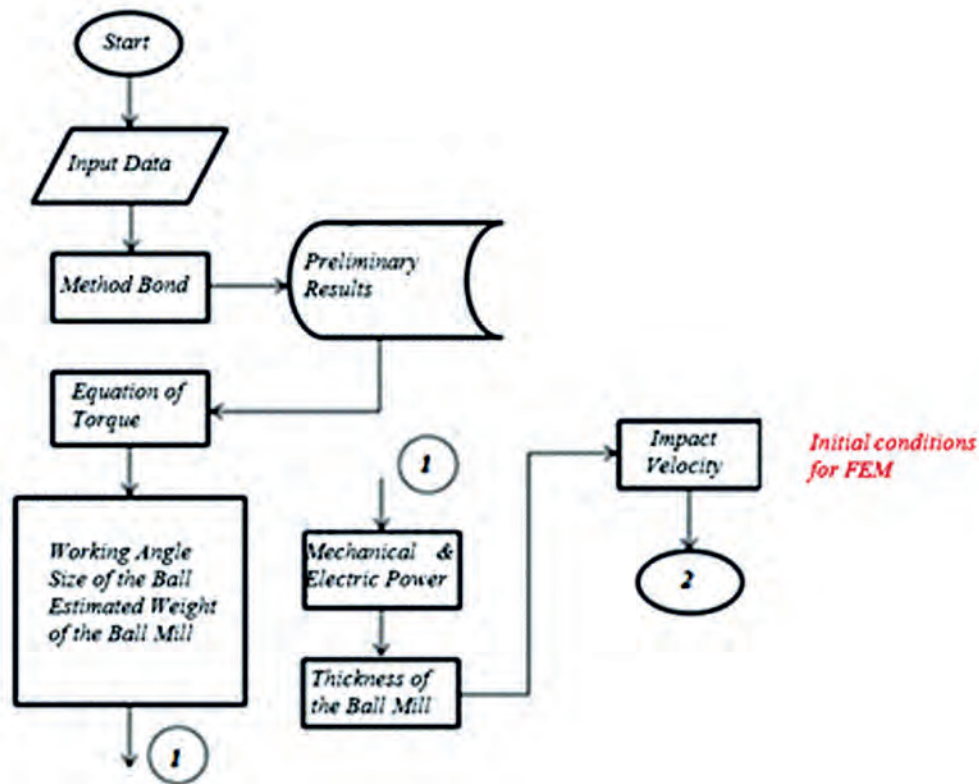 Start
Input Data
Method Bond
Preliminary
Results
Equation of
Torque
Working Angle
Size of the Ball
Estimated Weight
of the Ball Mill
1
1
Mechanical &
Electric Power
Thickness of
the Ball Mill
Impact
Velocity
Initial conditions
for FEM
2